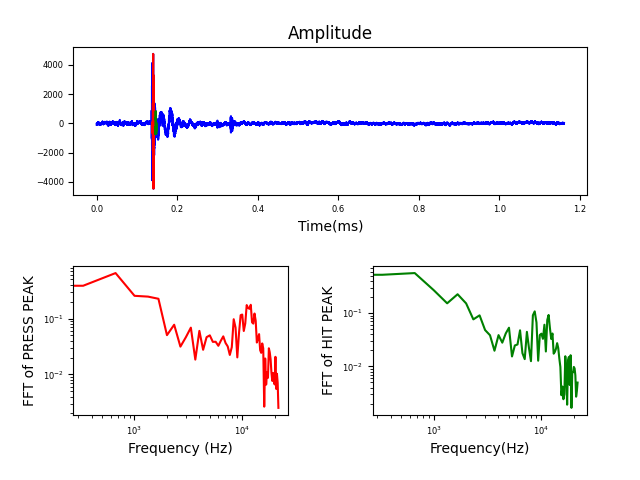 Amplitude
4000
2000
0
−2000
−4000
0.0 0.2 0.4 0.6 0.8 1.0 1.2
Time(ms)
FFT of PRESS PEAK
10⁻¹
10⁻²
10³ 10⁴
Frequency (Hz)
FFT of HIT PEAK
10⁻¹
10⁻²
10³ 10⁴
Frequency(Hz)